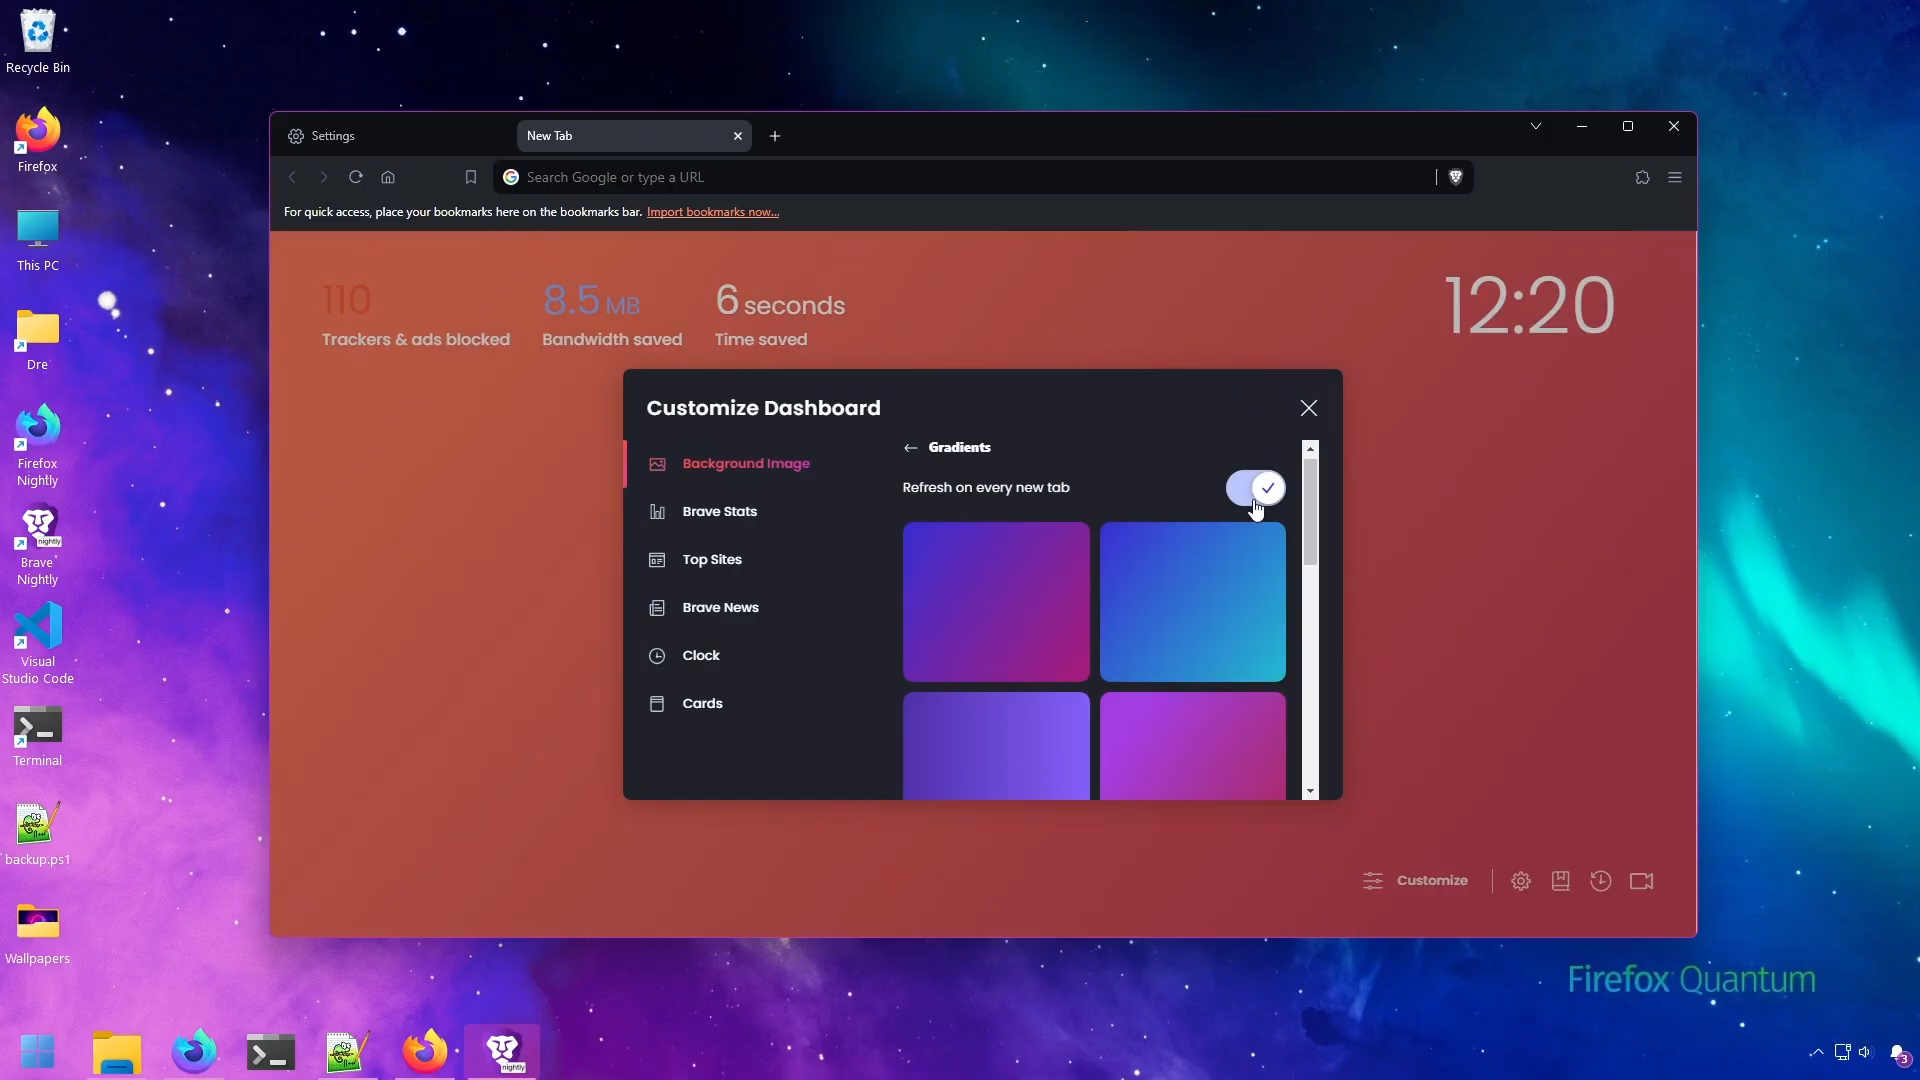 Recycle Bin
Firefox
This PC
Dre
Firefox
Nightly
nightly
Brave
Nightly
Visual
Studio Code
Terminal
backup.ps1
Wallpapers
Settings
New Tab
Search Google or type a URL
For quick access, place your bookmarks here on the bookmarks bar. Import bookmarks now...
110
Trackers & ads blocked
8.5 MB
Bandwidth saved
6 seconds
Time saved
12:20
Customize Dashboard
Background Image
Brave Stats
Top Sites
Brave News
Clock
Cards
Gradients
Refresh on every new tab
Customize
Firefox Quantum
nightly
3